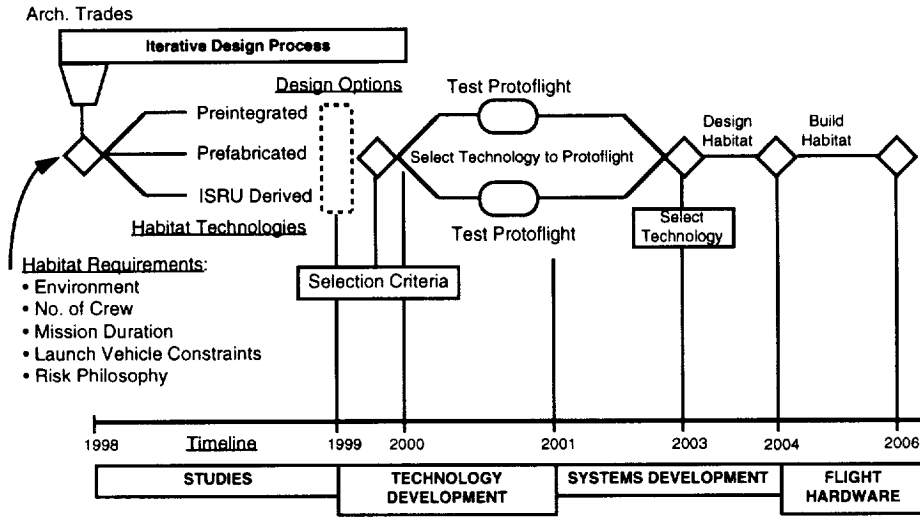 Arch. Trades
Iterative Design Process
Design Options
Test Protoflight
Preintegrated
Prefabricated
ISRU Derived
Habitat Technologies
Select Technology to Protoflight
Design
Habitat
Build
Habitat
Test Protoflight
Select
Technology
Habitat Requirements:
• Environment
• No. of Crew
• Mission Duration
• Launch Vehicle Constraints
• Risk Philosophy
Selection Criteria
1998
Timeline
1999
2000
2001
2003
2004
2006
STUDIES
TECHNOLOGY
DEVELOPMENT
SYSTEMS DEVELOPMENT
FLIGHT
HARDWARE